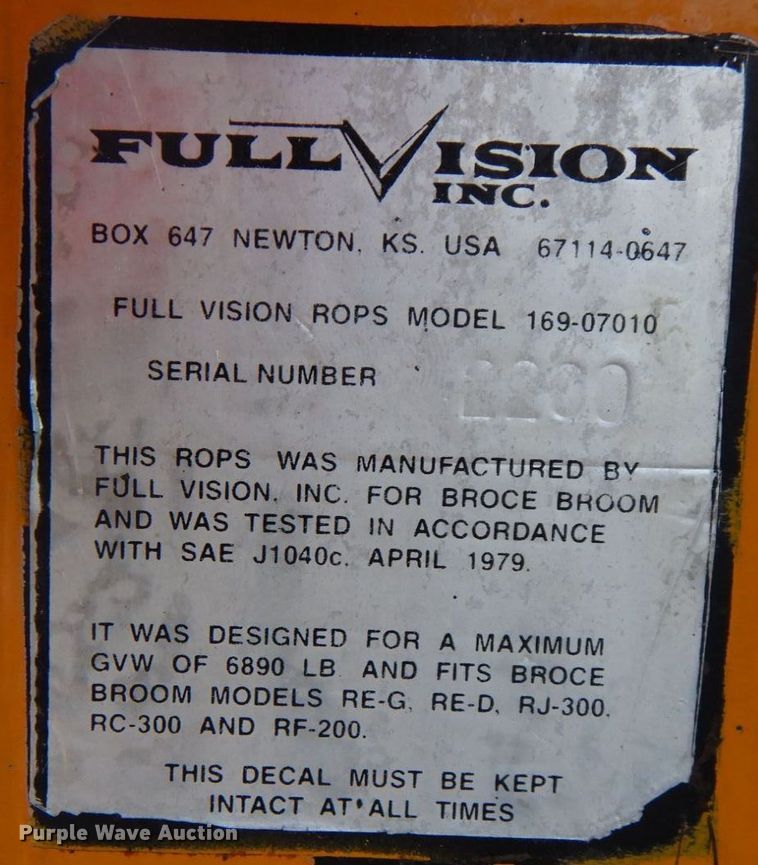 FULL VISION
INC.
BOX 647 NEWTON, KS. USA 67114-0647
FULL VISION ROPS MODEL 169-07010
SERIAL NUMBER
THIS ROPS WAS MANUFACTURED BY
FULL VISION, INC. FOR BROCE BROOM
AND WAS TESTED IN ACCORDANCE
WITH SAE J1040c, APRIL 1979.
IT WAS DESIGNED FOR A MAXIMUM
GVW OF 6890 LB. AND FITS BROCE
BROOM MODELS RE-G, RE-D, RJ-300,
RC-300 AND RF-200.
THIS DECAL MUST BE KEPT
INTACT AT ALL TIMES
Purple Wave Auction